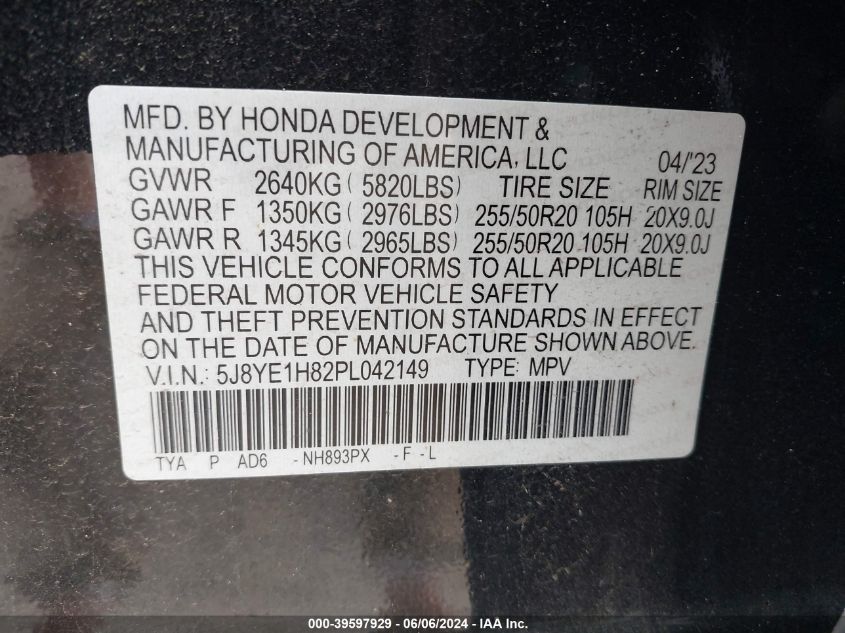 MFD. BY HONDA DEVELOPMENT &
MANUFACTURING OF AMERICA, LLC 04/'23
GVWR 2640KG ( 5820LBS) TIRE SIZE RIM SIZE
GAWR F 1350KG ( 2976LBS) 255/50R20 105H 20X9.0J
GAWR R 1345KG ( 2965LBS) 255/50R20 105H 20X9.0J
THIS VEHICLE CONFORMS TO ALL APPLICABLE
FEDERAL MOTOR VEHICLE SAFETY
AND THEFT PREVENTION STANDARDS IN EFFECT
ON THE DATE OF MANUFACTURE SHOWN ABOVE.
V.I.N.: 5J8YE1H82PL042149 TYPE: MPV
TYA P AD6 -NH893PX -F -L
000-39597929 - 06/06/2024 - IAAI.com